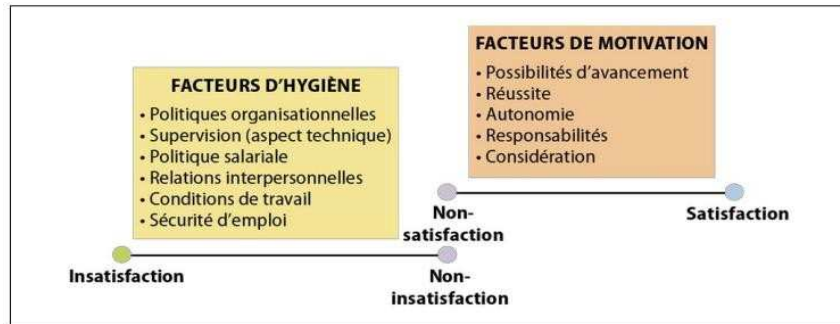 FACTEURS D'HYGIÈNE
• Politiques organisationnelles
• Supervision (aspect technique)
• Politique salariale
• Relations interpersonnelles
• Conditions de travail
• Sécurité d'emploi
FACTEURS DE MOTIVATION
• Possibilités d'avancement
• Réussite
• Autonomie
• Responsabilités
• Considération
Non-
satisfaction
Satisfaction
Insatisfaction
Non-
insatisfaction